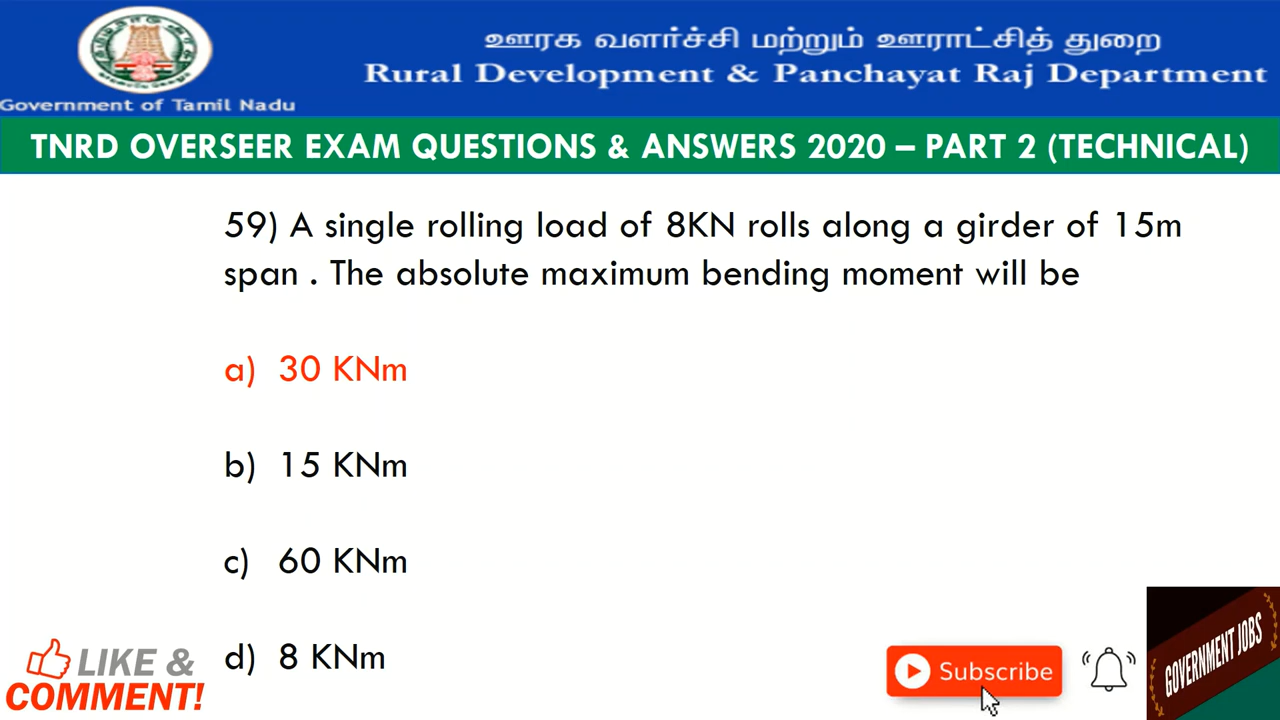 ஊரக வளர்ச்சி மற்றும் ஊராட்சித் துறை
Rural Development & Panchayat Raj Department
Government of Tamil Nadu
TNRD OVERSEER EXAM QUESTIONS & ANSWERS 2020 – PART 2 (TECHNICAL)
59) A single rolling load of 8KN rolls along a girder of 15m
span . The absolute maximum bending moment will be
a) 30 KNm
b) 15 KNm
c) 60 KNm
d) 8 KNm
LIKE &
COMMENT!
Subscribe
GOVERNMENT JOBS